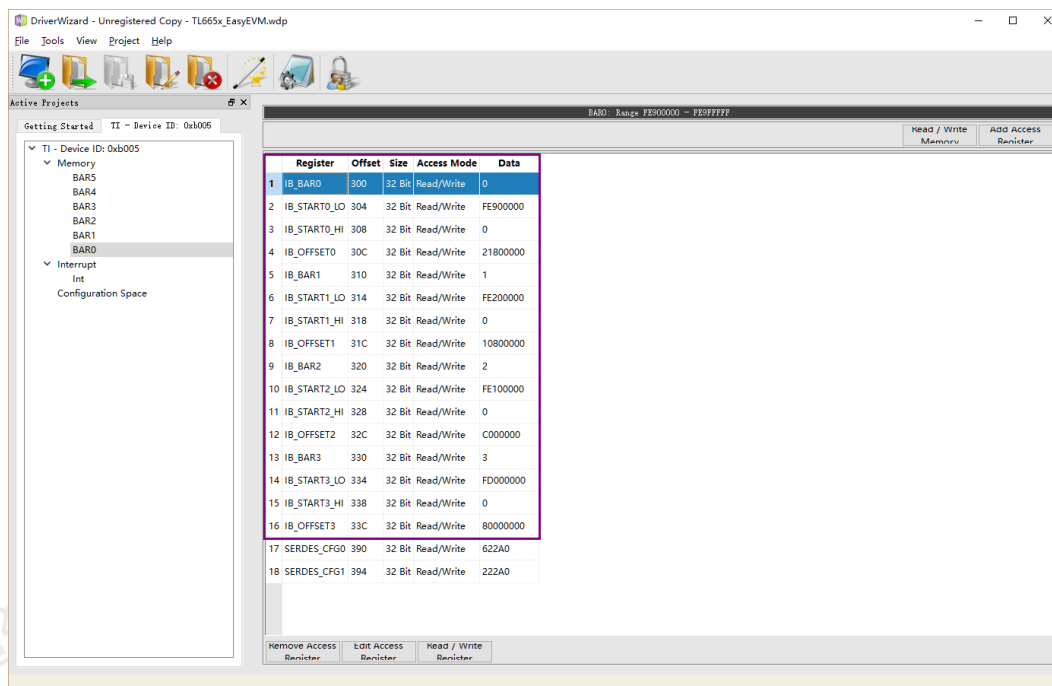 DriverWizard - Unregistered Copy - TL665x_EasyEVM.wdp
File Tools View Project Help
Active Projects
Getting Started TI - Device ID: 0xb005
TI - Device ID: 0xb005
Memory
BAR5
BAR4
BAR3
BAR2
BAR1
BAR0
Interrupt
Int
Configuration Space
BAR0: Range FE900000 - FE9FFFFF
Read / Write Memory
Add Access Register
Register Offset Size Access Mode Data
1 IB_BAR0 300 32 Bit Read/Write 0
2 IB_START0_LO 304 32 Bit Read/Write FE900000
3 IB_START0_HI 308 32 Bit Read/Write 0
4 IB_OFFSET0 30C 32 Bit Read/Write 21800000
5 IB_BAR1 310 32 Bit Read/Write 1
6 IB_START1_LO 314 32 Bit Read/Write FE200000
7 IB_START1_HI 318 32 Bit Read/Write 0
8 IB_OFFSET1 31C 32 Bit Read/Write 10800000
9 IB_BAR2 320 32 Bit Read/Write 2
10 IB_START2_LO 324 32 Bit Read/Write FE100000
11 IB_START2_HI 328 32 Bit Read/Write 0
12 IB_OFFSET2 32C 32 Bit Read/Write C000000
13 IB_BAR3 330 32 Bit Read/Write 3
14 IB_START3_LO 334 32 Bit Read/Write FD000000
15 IB_START3_HI 338 32 Bit Read/Write 0
16 IB_OFFSET3 33C 32 Bit Read/Write 80000000
17 SERDES_CFG0 390 32 Bit Read/Write 622A0
18 SERDES_CFG1 394 32 Bit Read/Write 222A0
Remove Access Register
Edit Access Register
Read / Write Register